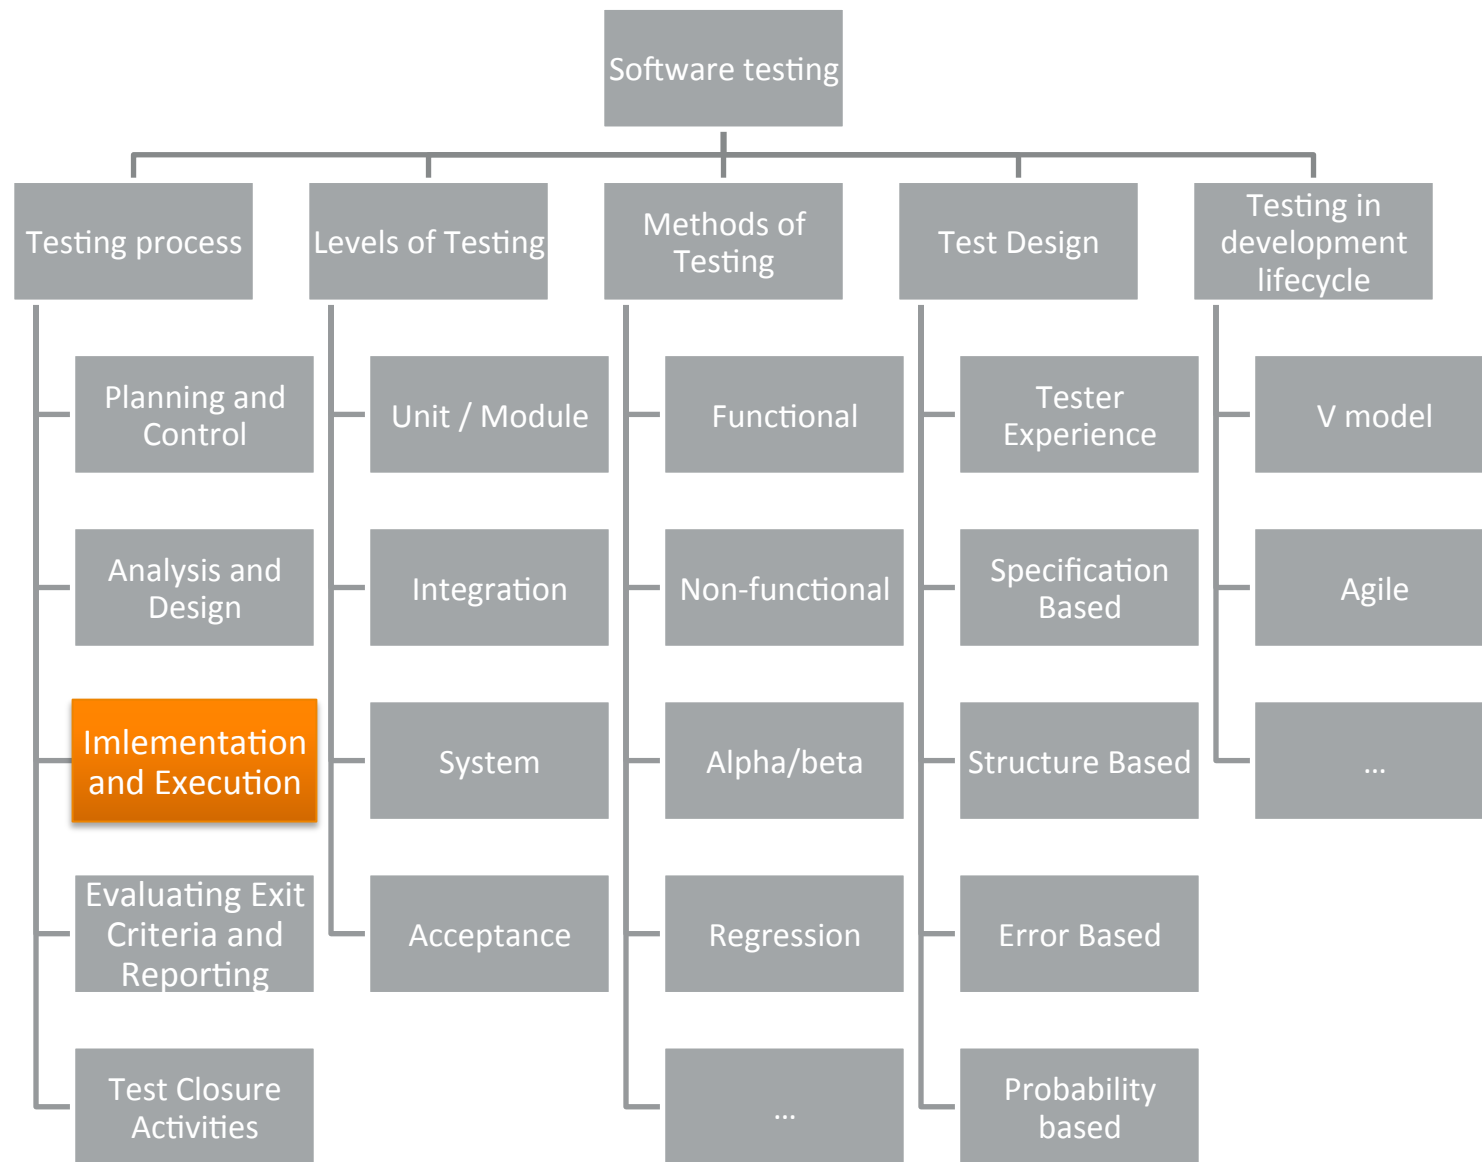 Software testing
Testing process
Levels of Testing
Methods of
Testing
Test Design
Testing in
development
lifecycle
Planning and
Control
Analysis and
Design
Imlementation
and Execution
Evaluating Exit
Criteria and
Reporting
Test Closure
Activities
Unit / Module
Integration
System
Acceptance
Functional
Non-functional
Alpha/beta
Regression
...
Tester
Experience
Specification
Based
Structure Based
Error Based
Probability
based
V model
Agile
...